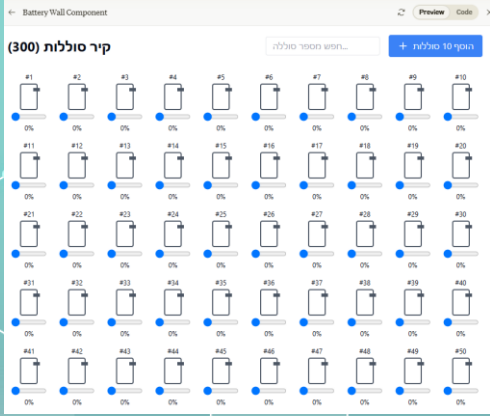 Battery Wall Component
Preview Code
קיר סוללות (300)
חפש מספר סוללה...
הוסף 10 סוללות +
#1 #2 #3 #4 #5 #6 #7 #8 #9 #10
0% 0% 0% 0% 0% 0% 0% 0% 0% 0%
#11 #12 #13 #14 #15 #16 #17 #18 #19 #20
0% 0% 0% 0% 0% 0% 0% 0% 0% 0%
#21 #22 #23 #24 #25 #26 #27 #28 #29 #30
0% 0% 0% 0% 0% 0% 0% 0% 0% 0%
#31 #32 #33 #34 #35 #36 #37 #38 #39 #40
0% 0% 0% 0% 0% 0% 0% 0% 0% 0%
#41 #42 #43 #44 #45 #46 #47 #48 #49 #50
0% 0% 0% 0% 0% 0% 0% 0% 0% 0%